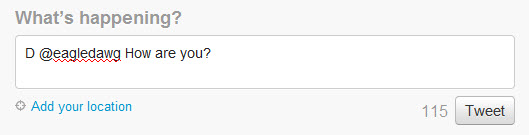 What's happening?
D @eagledawg How are you?
Add your location
115 Tweet